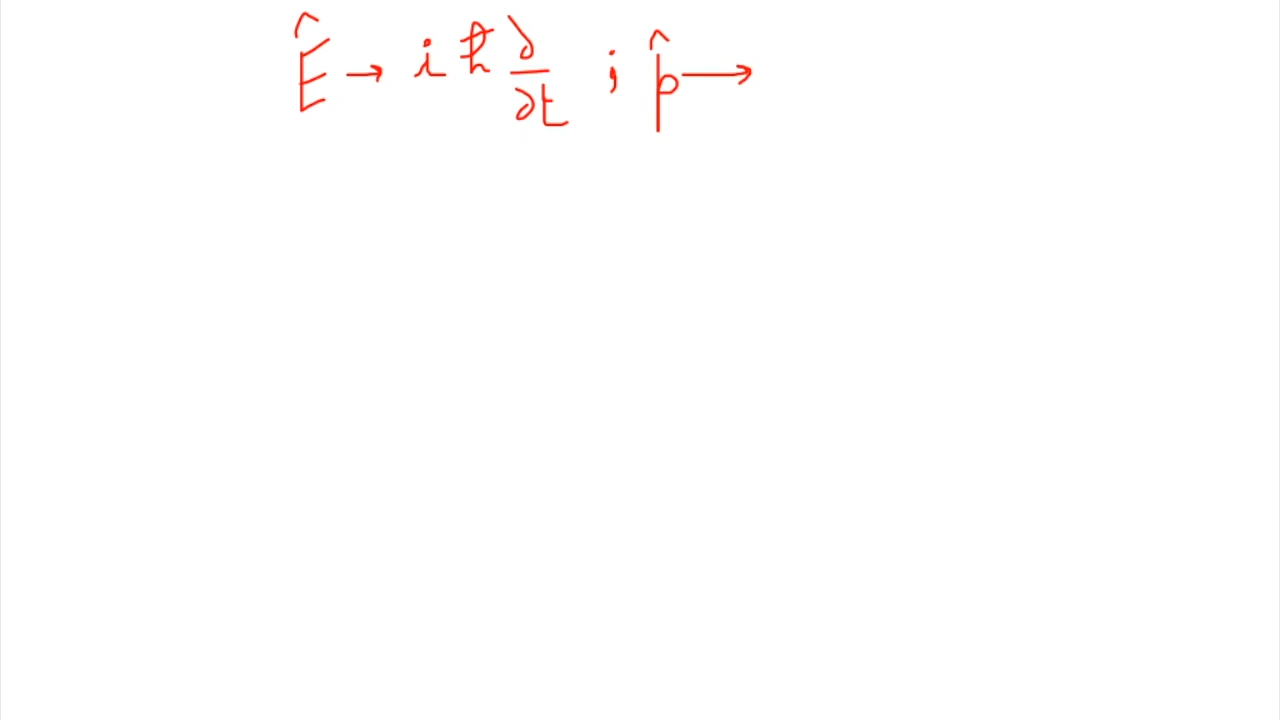 Ê → iħ ∂/∂t ; p̂ →